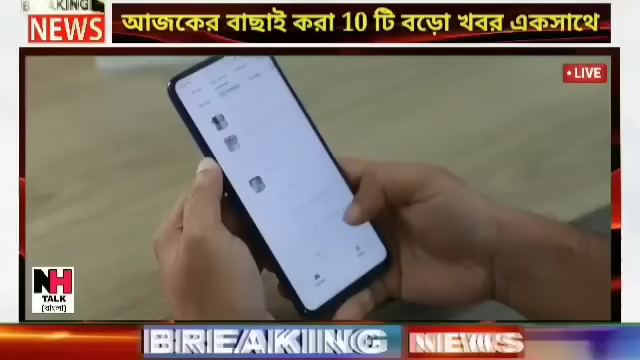 BREAKING
NEWS
আজকের বাছাই করা 10 টি বড়ো খবর একসাথে
LIVE
NH
TALK
(বাংলা)
BREAKING NEWS